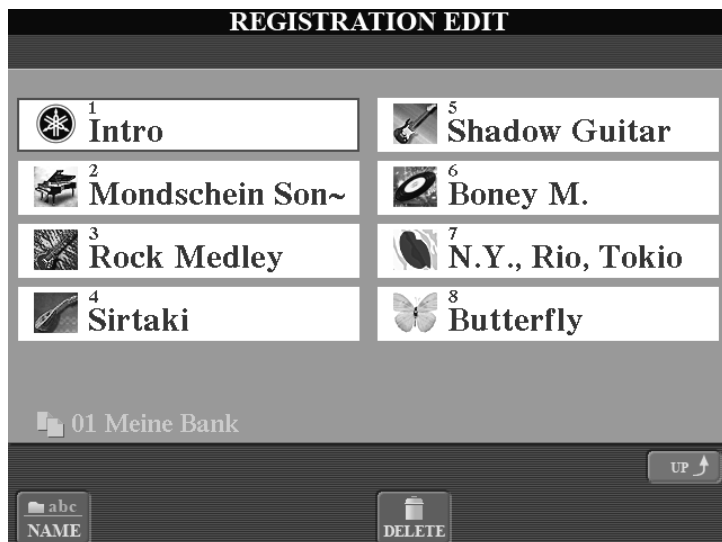 REGISTRATION EDIT
1
Intro
2
Mondschein Son~
3
Rock Medley
4
Sirtaki
5
Shadow Guitar
6
Boney M.
7
N.Y., Rio, Tokio
8
Butterfly
01 Meine Bank
UP
abc
NAME
DELETE